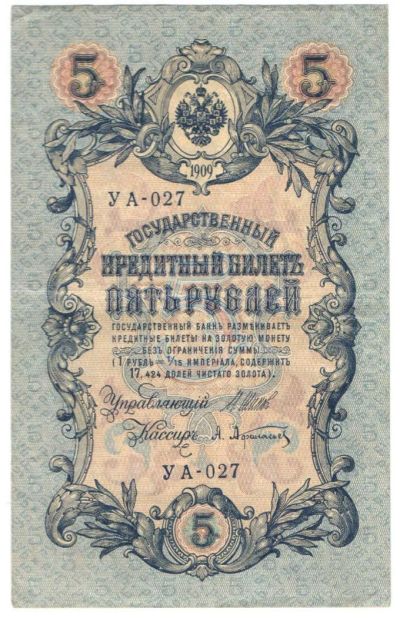 5 5
1909
УА-027
ГОСУДАРСТВЕННЫЙ
КРЕДИТНЫЙ БИЛЕТЪ
ПЯТЬ РУБЛЕЙ
ГОСУДАРСТВЕННЫЙ БАНКЪ РАЗМѢНИВАЕТЪ
КРЕДИТНЫЕ БИЛЕТЫ НА ЗОЛОТУЮ МОНЕТУ
БЕЗЪ ОГРАНИЧЕНІЯ СУММЫ
(1 РУБЛЬ = 1/15 ИМПЕРІАЛА, СОДЕРЖИТЪ
17,424 ДОЛЕЙ ЧИСТАГО ЗОЛОТА).
Управляющій
Кассиръ
УА-027
5